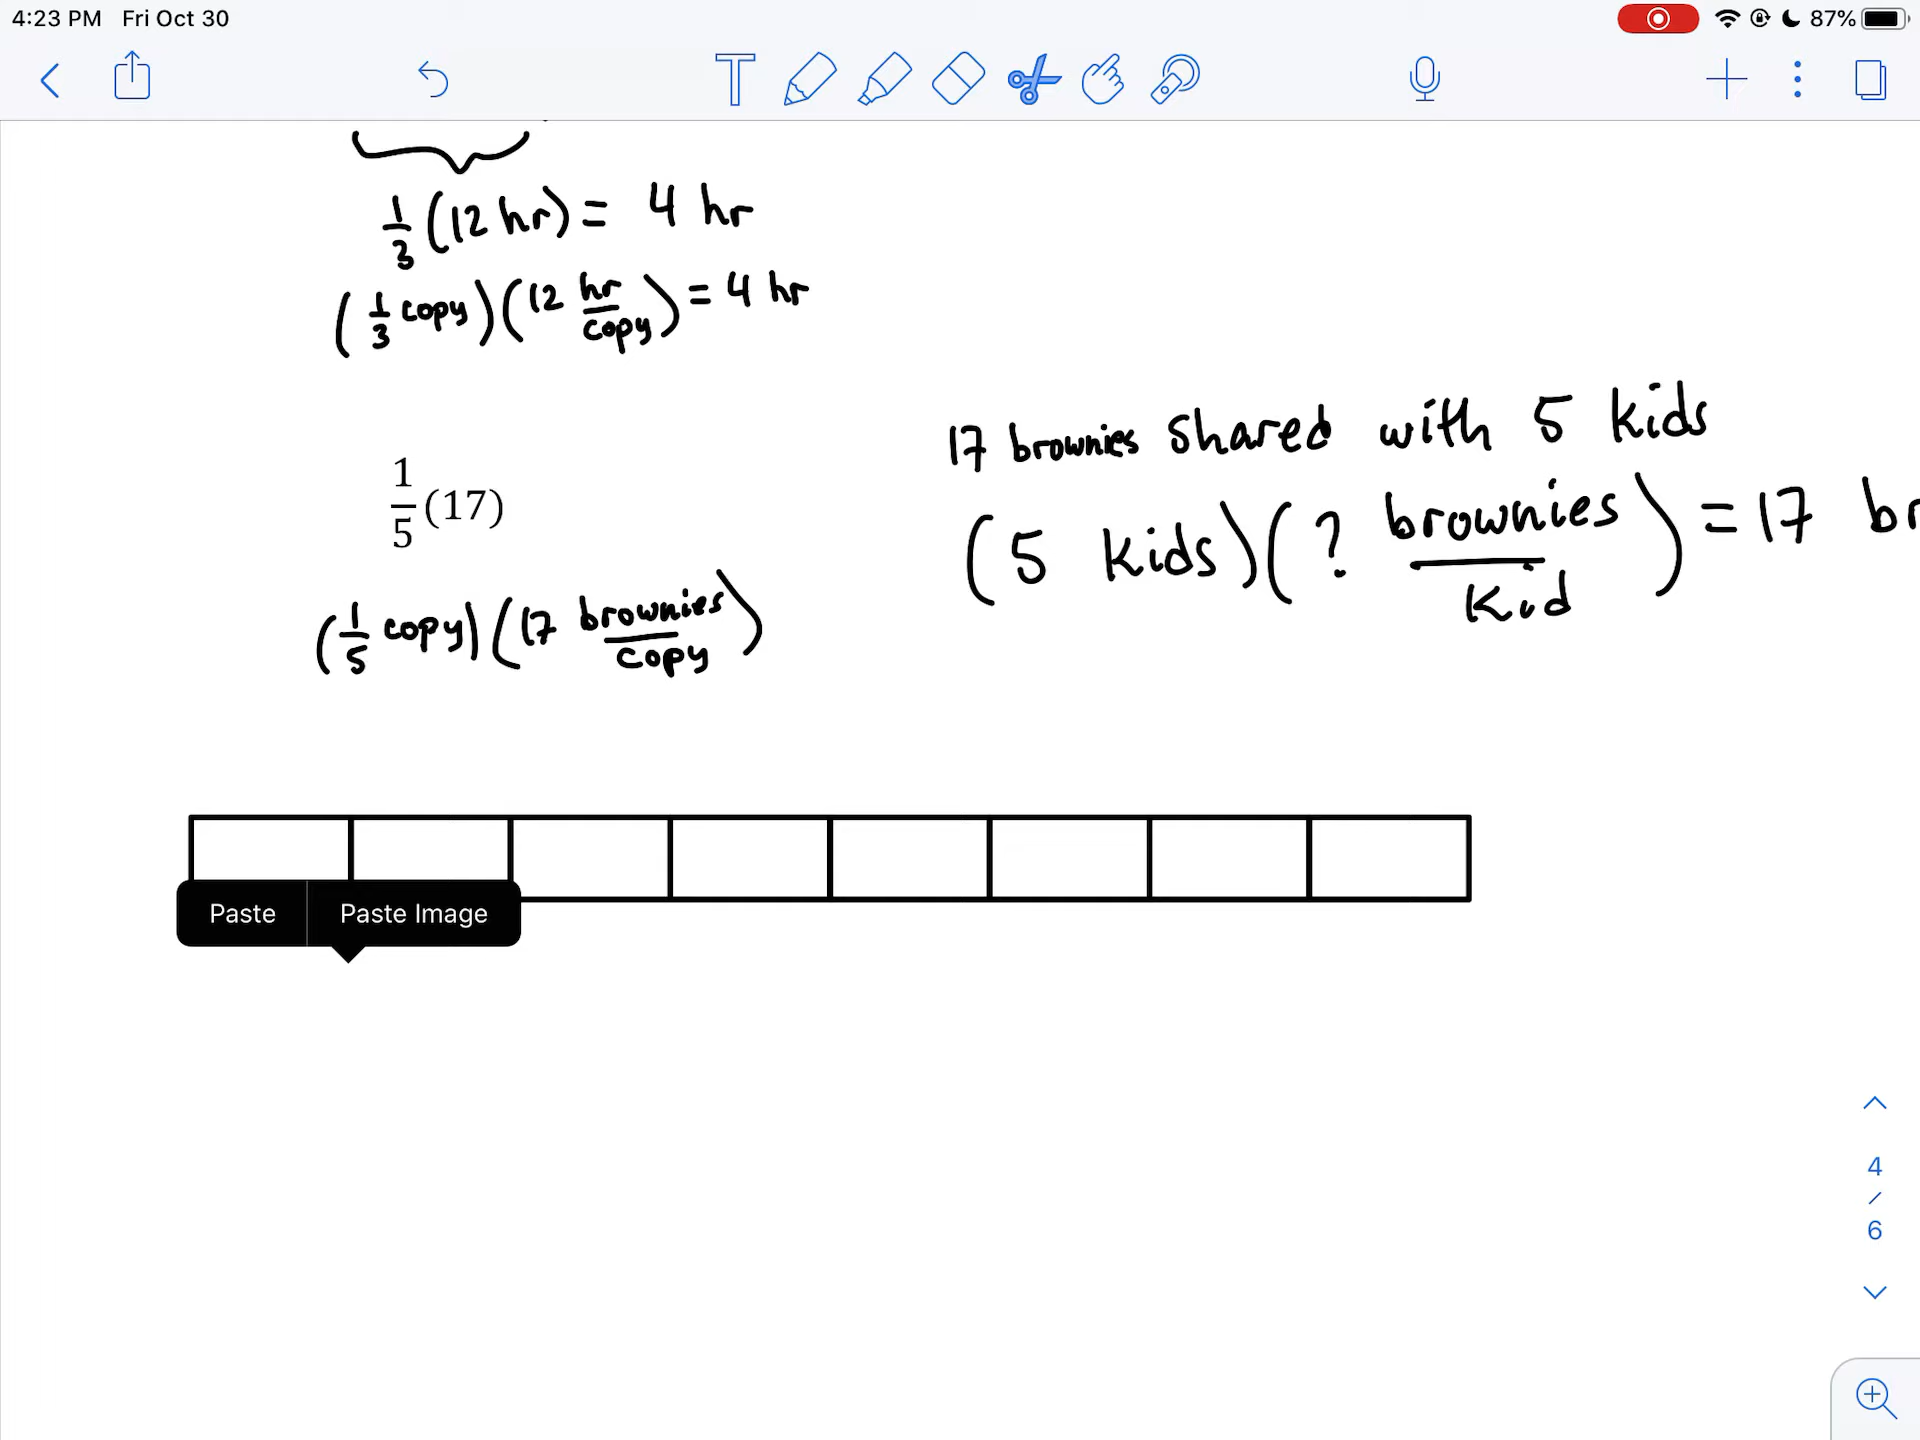 4:23 PM Fri Oct 30
87%
1/3 (12 hr) = 4 hr
(1/3 copy)(12 hr/copy) = 4 hr
17 brownies shared with 5 kids
1/5(17)
(5 kids)(? brownies/kid) = 17 br
(1/5 copy)(17 brownies/copy)
Paste Paste Image
4
/
6